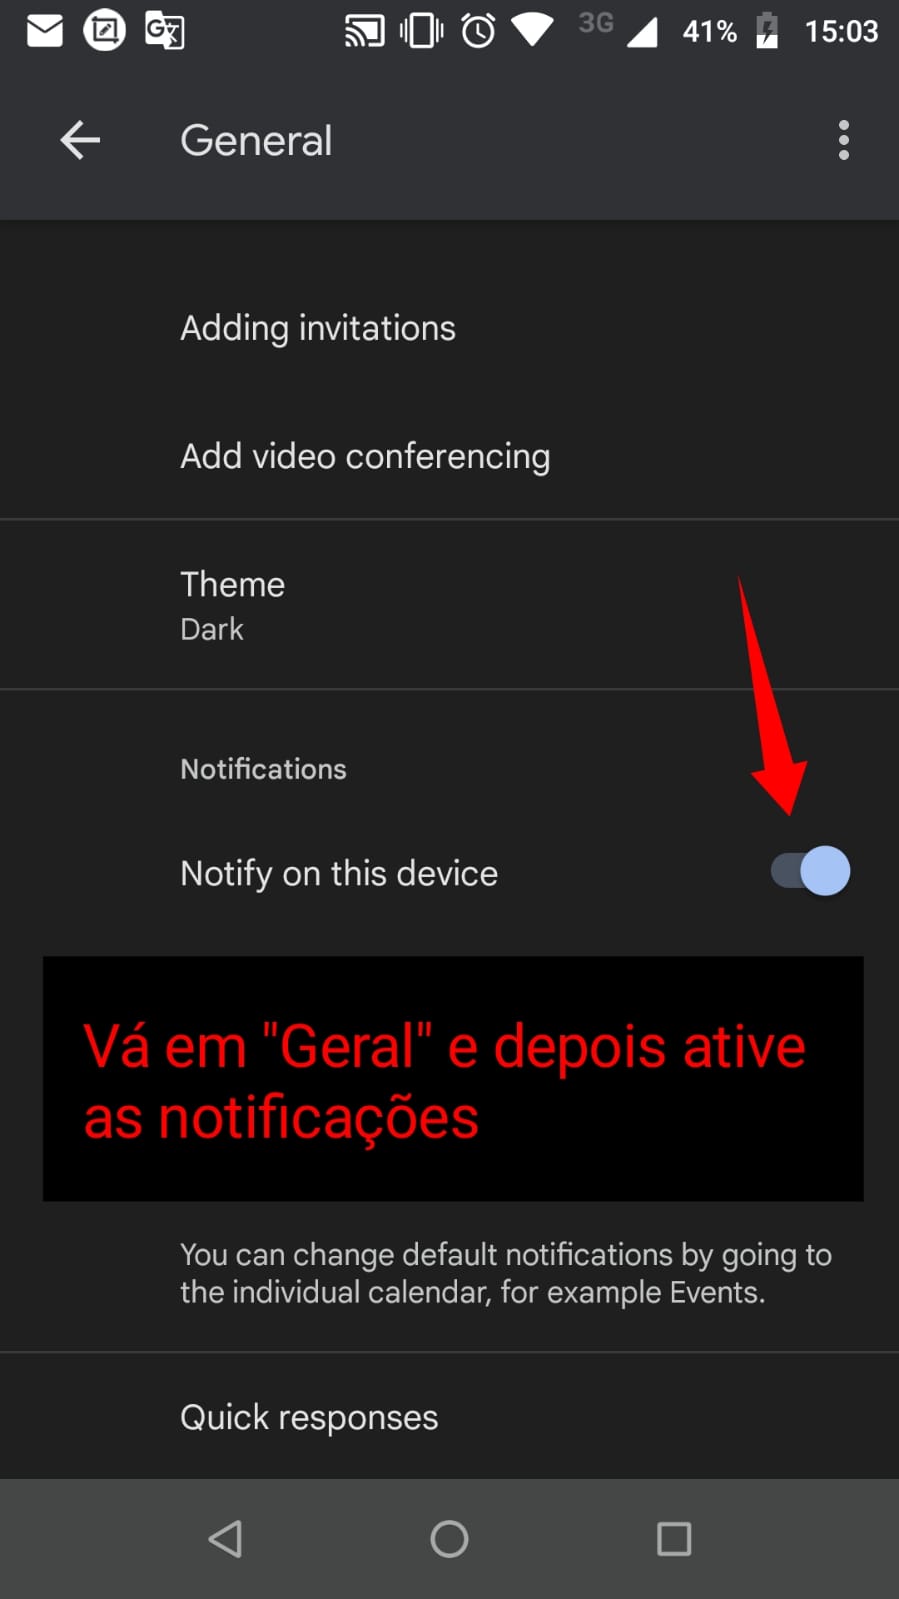 3G 41% 15:03
General
Adding invitations
Add video conferencing
Theme
Dark
Notifications
Notify on this device
Vá em "Geral" e depois ative
as notificações
You can change default notifications by going to
the individual calendar, for example Events.
Quick responses